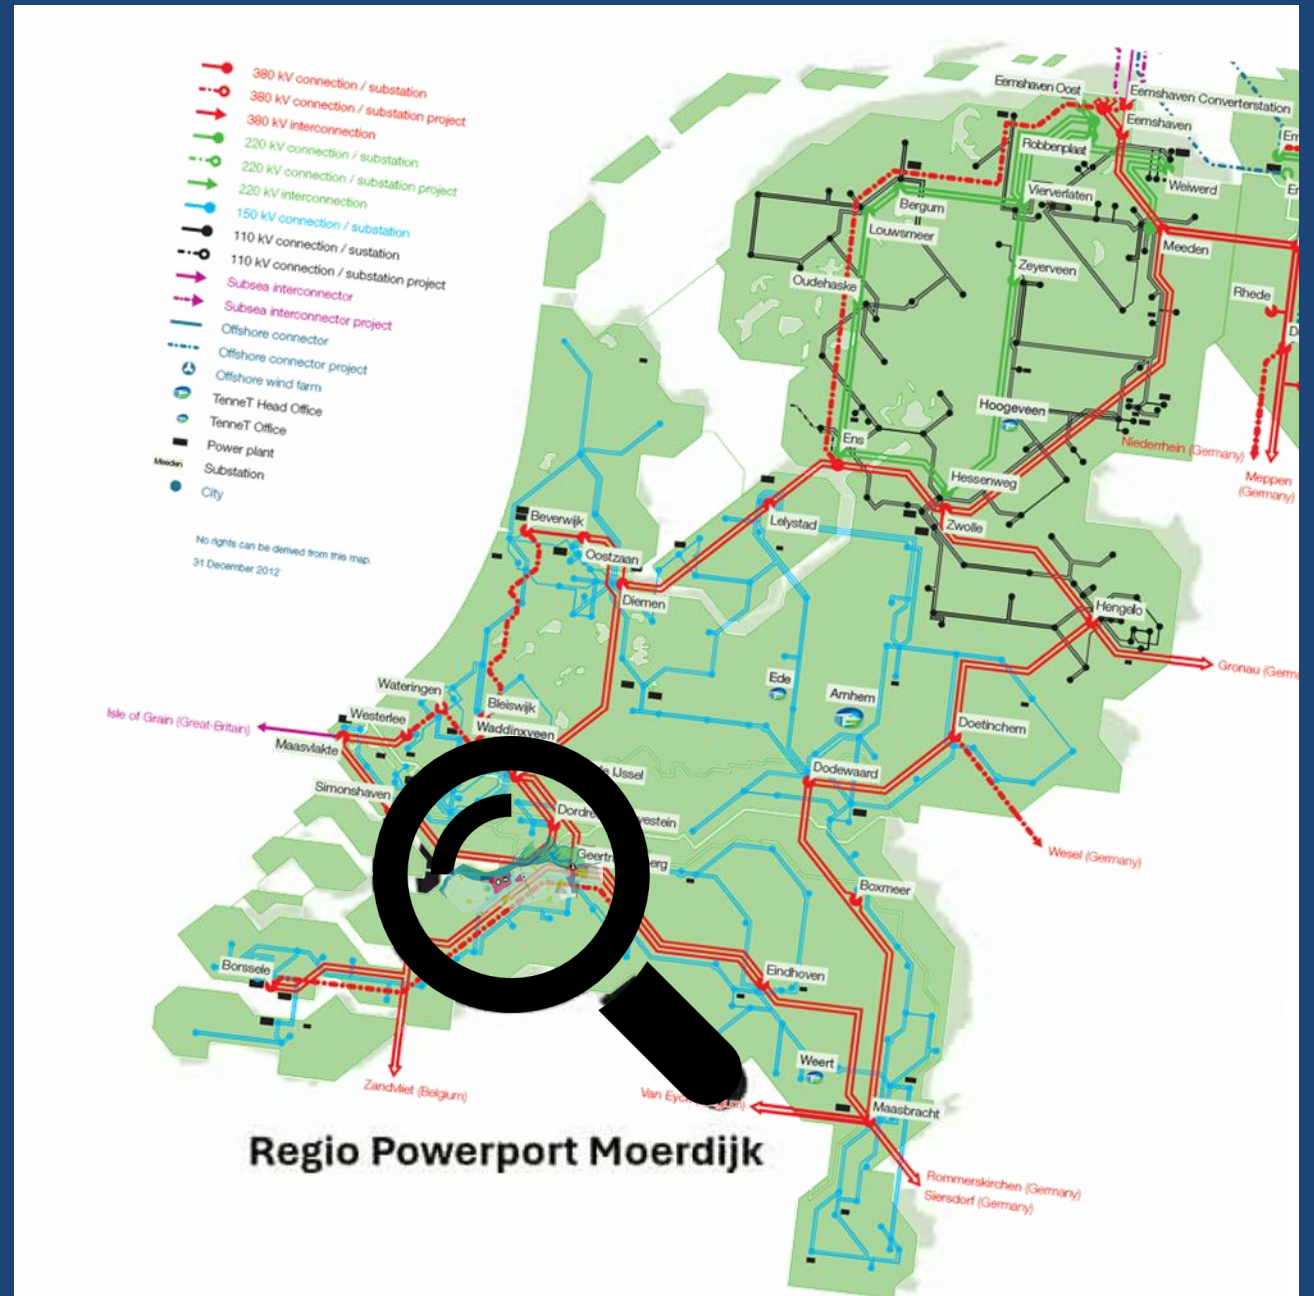 380 kV connection / substation
380 kV connection / substation project
380 kV interconnection
220 kV connection / substation
220 kV connection / substation project
220 kV interconnection
150 kV connection / substation
110 kV connection / sustation
110 kV connection / substation project
Subsea interconnector
Subsea interconnector project
Offshore connector
Offshore connector project
Offshore wind farm
TenneT Head Office
TenneT Office
Power plant
Meeden
Substation
City
No rights can be derived from this map.
31 December 2012
Eemshaven Oost
Eemshaven Converterstation
Eemshaven
Robbenplaat
Weiwerd
Vierverlaten
Bergum
Louwsmeer
Meeden
Zeyerveen
Oudehaske
Rhede
Hoogeveen
Ens
Niederrhein (Germany)
Meppen
(Germany)
Hessenweg
Zwolle
Lelystad
Beverwijk
Oostzaan
Diemen
Hengelo
Gronau (Germ
Ede
Arnhem
Wateringen
Bleiswijk
Westerlee
Waddinxveen
Isle of Grain (Great-Britain)
Maasvlakte
Doetinchem
IJssel
Dodewaard
Simonshaven
Wesel (Germany)
Boxmeer
Borssele
Eindhoven
Weert
Zandvliet (Belgium)
Maasbracht
Regio Powerport Moerdijk
Rommerskirchen (Germany)
Siersdorf (Germany)